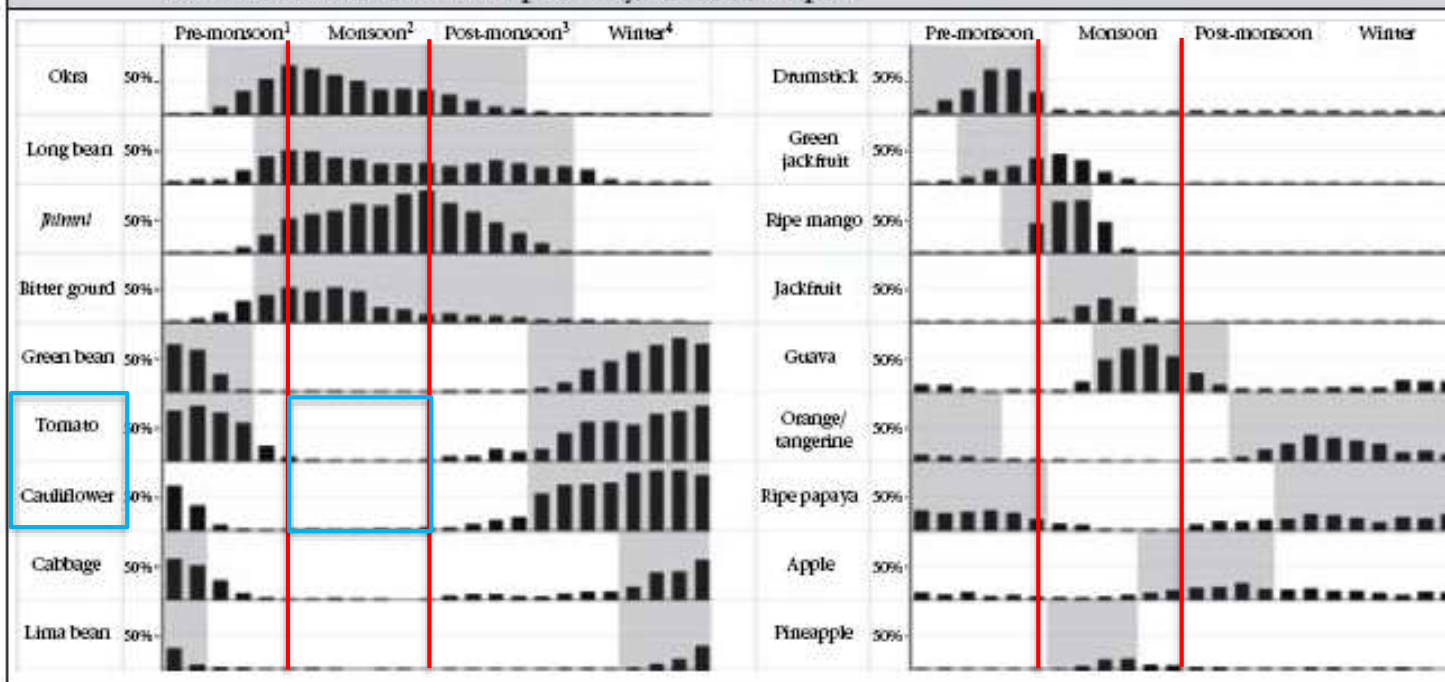 Pre-monsoon¹ Monsoon² Post-monsoon³ Winter⁴
Okra 50%
Long bean 50%
Jhinni 50%
Bitter gourd 50%
Green bean 50%
Tomato 0%
Cauliflower 0%
Cabbage 50%
Lima bean 50%
Pre-monsoon Monsoon Post-monsoon Winter
Drumstick 50%
Green
jackfruit 50%
Ripe mango 50%
Jackfruit 50%
Guava 50%
Orange/
tangerine 50%
Ripe papaya 50%
Apple 50%
Pineapple 50%